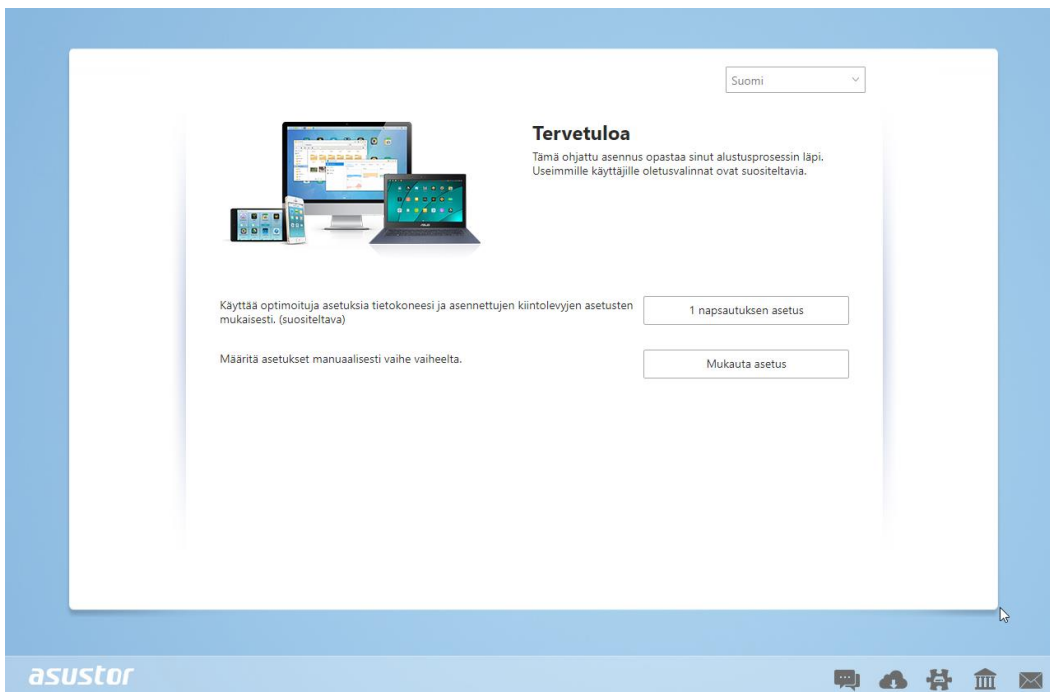 Suomi
Tervetuloa
Tämä ohjattu asennus opastaa sinut alustusprosessin läpi.
Useimmille käyttäjille oletusvalinnat ovat suositeltavia.
Käyttää optimoituja asetuksia tietokoneesi ja asennettujen kiintolevyjen asetusten
mukaisesti. (suositeltava)
1 napsautuksen asetus
Määritä asetukset manuaalisesti vaihe vaiheelta.
Mukauta asetus
asustor